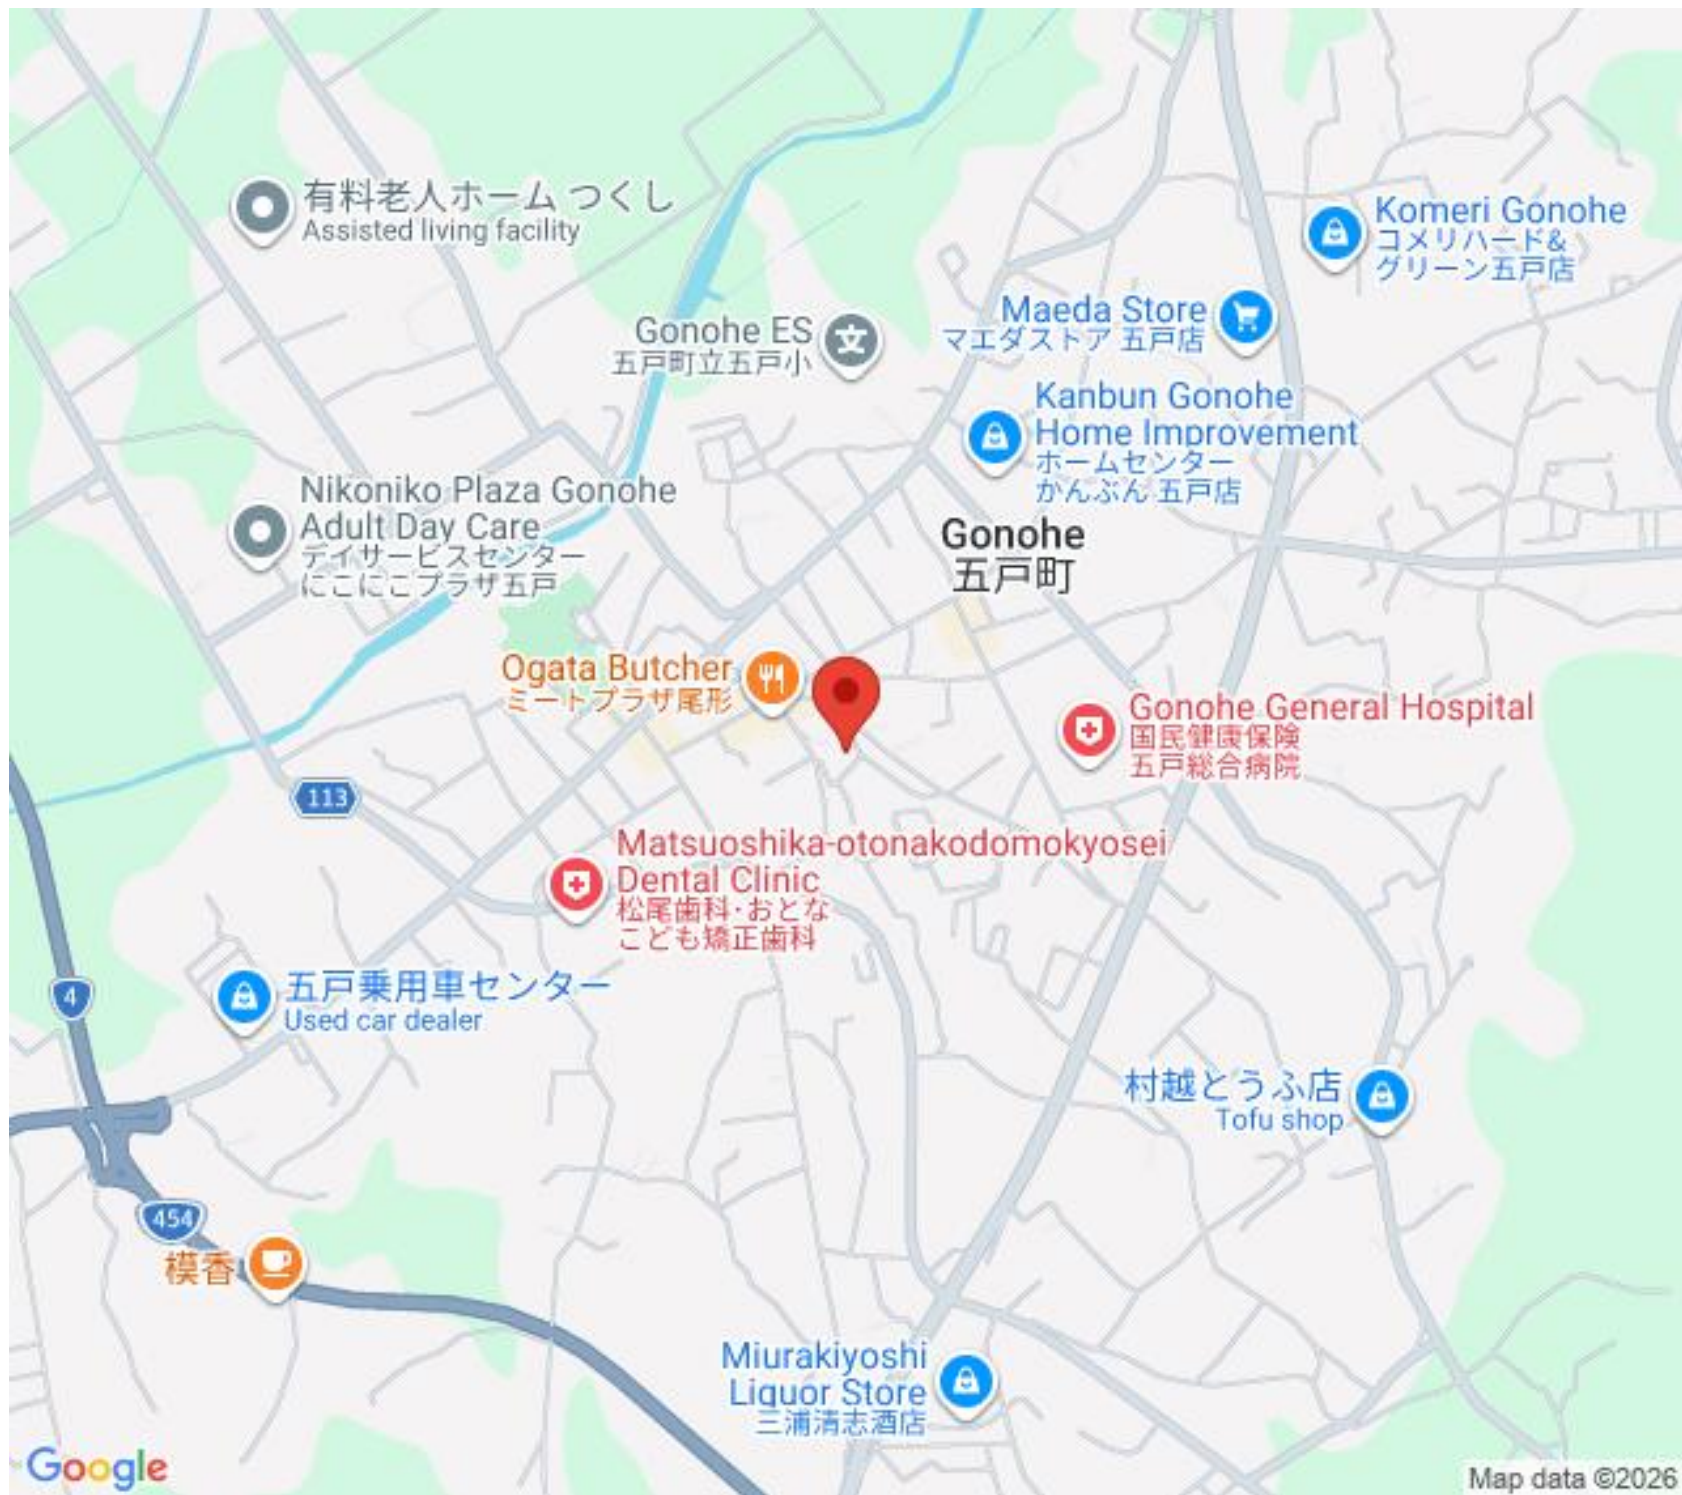 有料老人ホーム つくし
Assisted living facility
Komeri Gonohe
コメリハード&
グリーン五戸店
Maeda Store
マエダストア 五戸店
Gonohe ES
五戸町立五戸小
文
Kanbun Gonohe
Home Improvement
ホームセンター
かんぶん 五戸店
Nikoniko Plaza Gonohe
Adult Day Care
デイサービスセンター
にこにこプラザ五戸
Gonohe
五戸町
Ogata Butcher
ミートプラザ尾形
Gonohe General Hospital
国民健康保険
五戸総合病院
113
Matsuoshika-otonakodomokyosei
Dental Clinic
松尾歯科・おとな
こども矯正歯科
4
五戸乗用車センター
Used car dealer
村越とうふ店
Tofu shop
454
模香
Miurakiyoshi
Liquor Store
三浦清志酒店
Google
Map data ©2026